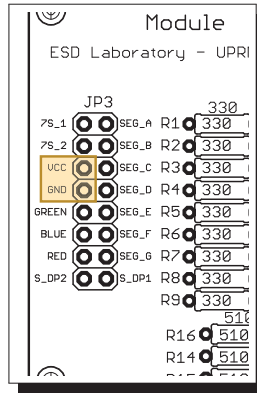 Module
ESD Laboratory - UPRI
JP3
330
7S_1 SEG_A R1 330
7S_2 SEG_B R2 330
VCC SEG_C R3 330
GND SEG_D R4 330
GREEN SEG_E R5 330
BLUE SEG_F R6 330
RED SEG_G R7 330
S_DP2 S_DP1 R8 330
R9 330
510
R16 510
R14 510